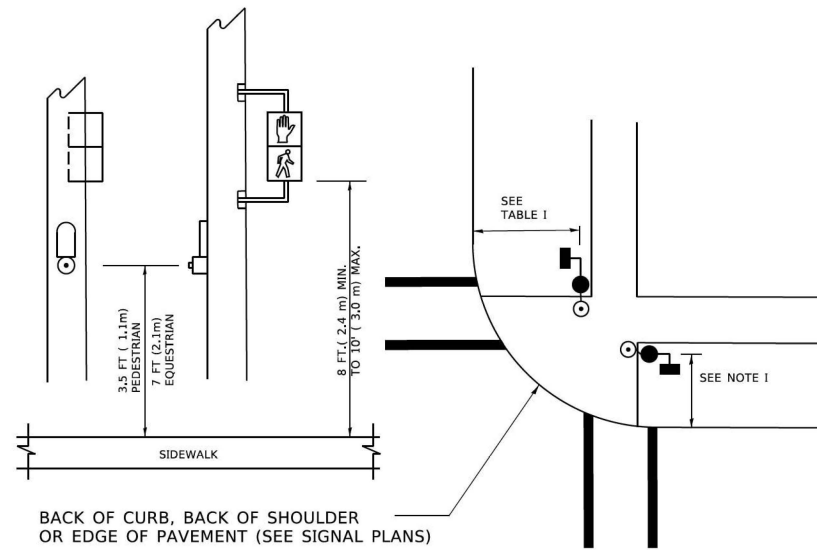 3.5 FT ( 1.1m)
PEDESTRIAN
7 FT (2.1m)
EQUESTRIAN
8 FT.( 2.4 m) MIN.
TO 10' ( 3.0 m) MAX.
SIDEWALK
SEE
TABLE I
SEE NOTE I
BACK OF CURB, BACK OF SHOULDER
OR EDGE OF PAVEMENT (SEE SIGNAL PLANS)